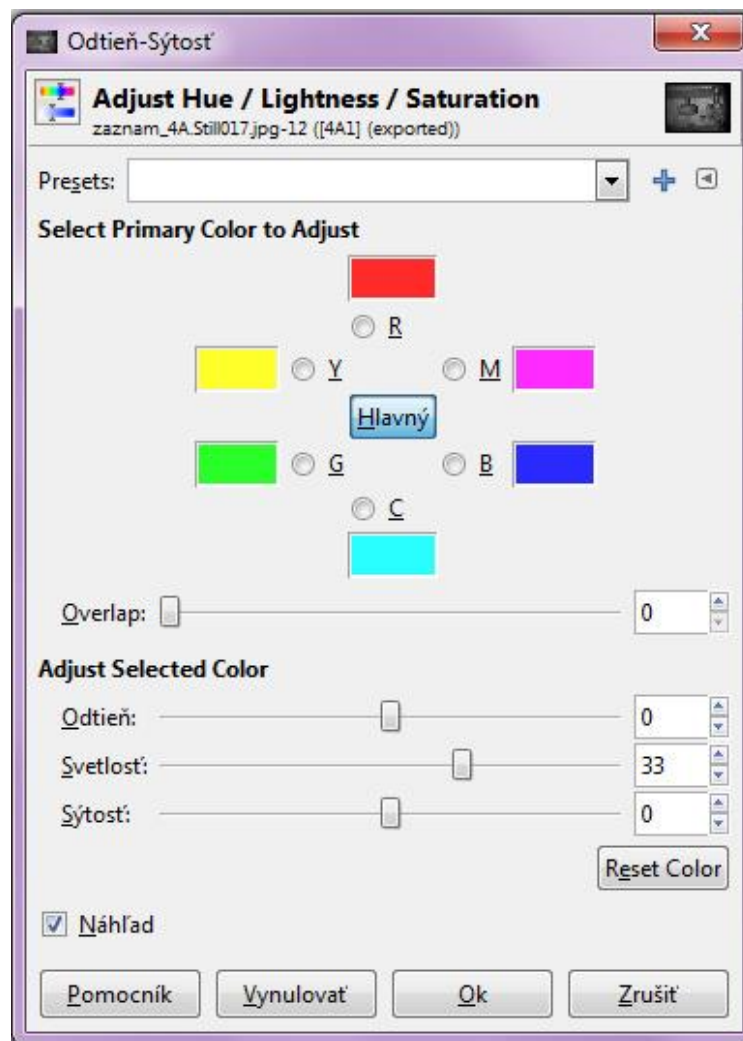 Odtieň-Sýtosť
Adjust Hue / Lightness / Saturation
zaznam_4A.Still017.jpg-12 ([4A1] (exported))
Presets:
Select Primary Color to Adjust
R
Y M
Hlavný
G B
C
Overlap: 0
Adjust Selected Color
Odtieň: 0
Svetlosť: 33
Sýtosť: 0
Reset Color
Náhľad
Pomocník Vynulovať Ok Zrušiť